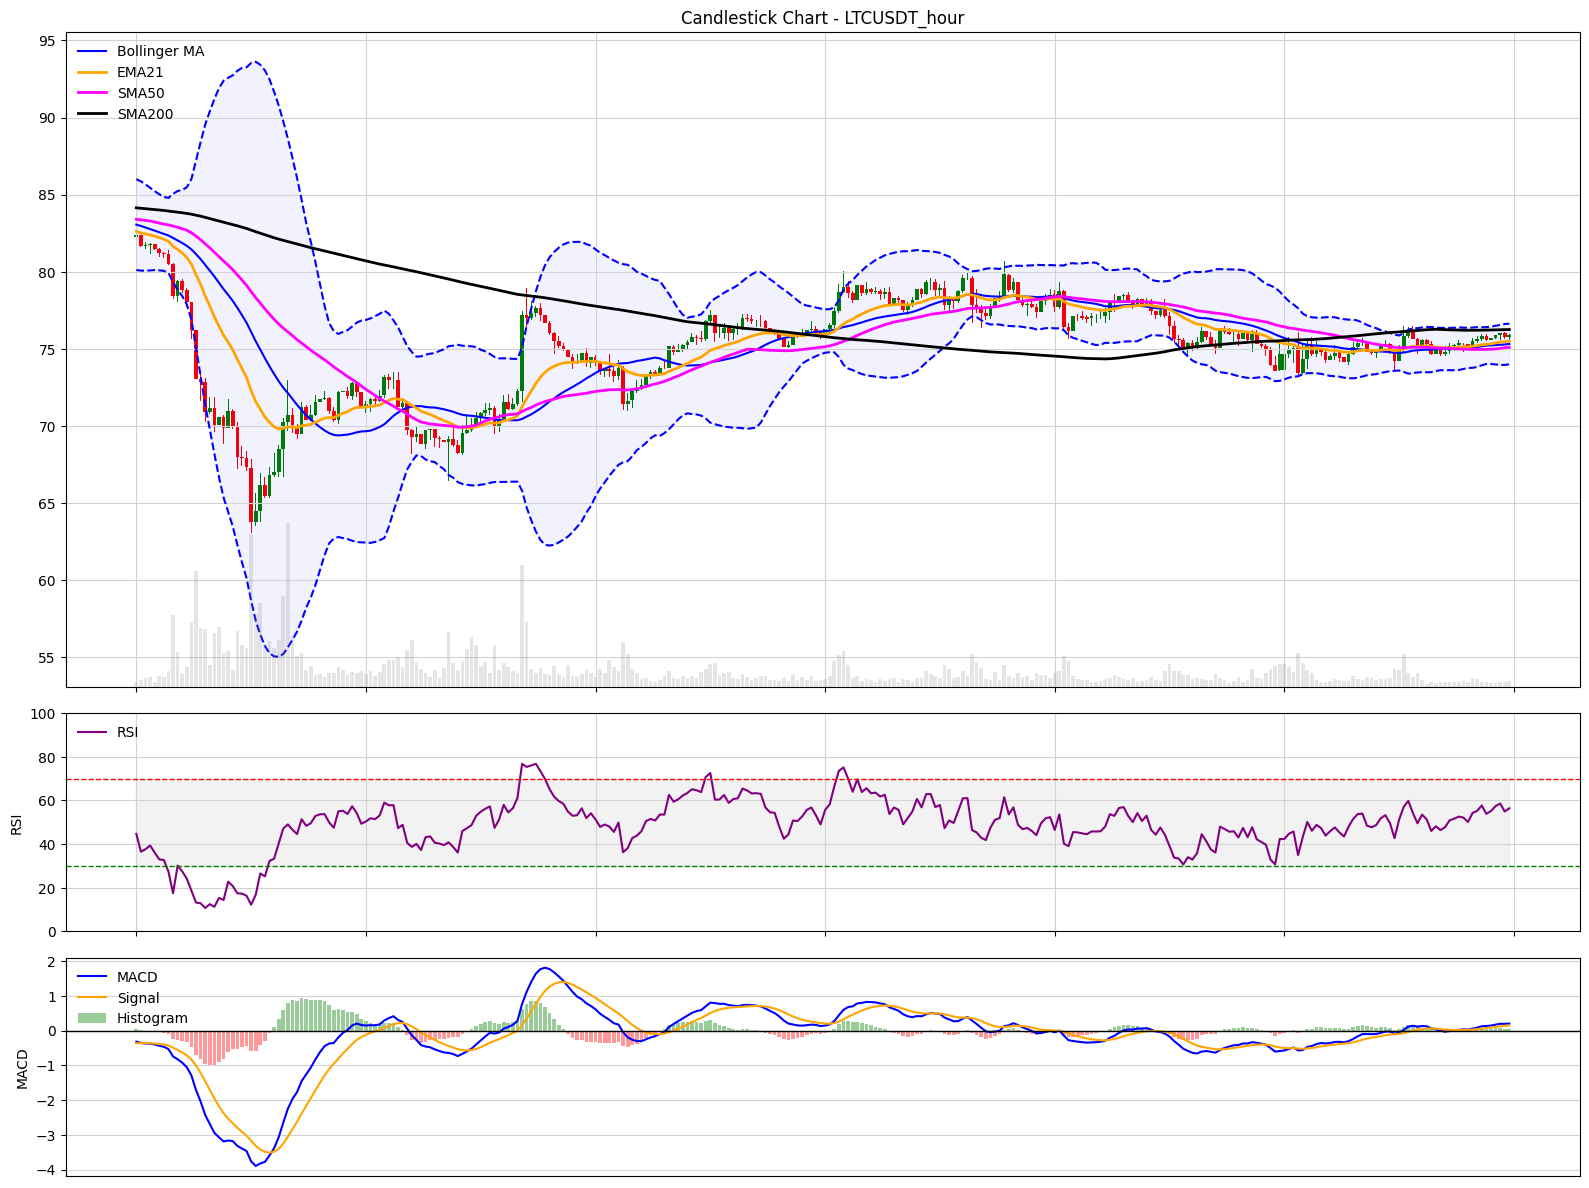 Candlestick Chart - LTCUSDT_hour
95
90
85
80
75
70
65
60
55
Bollinger MA
EMA21
SMA50
SMA200
100
80
60
40
20
0
RSI
RSI
2
1
0
−1
−2
−3
−4
MACD
MACD
Signal
Histogram